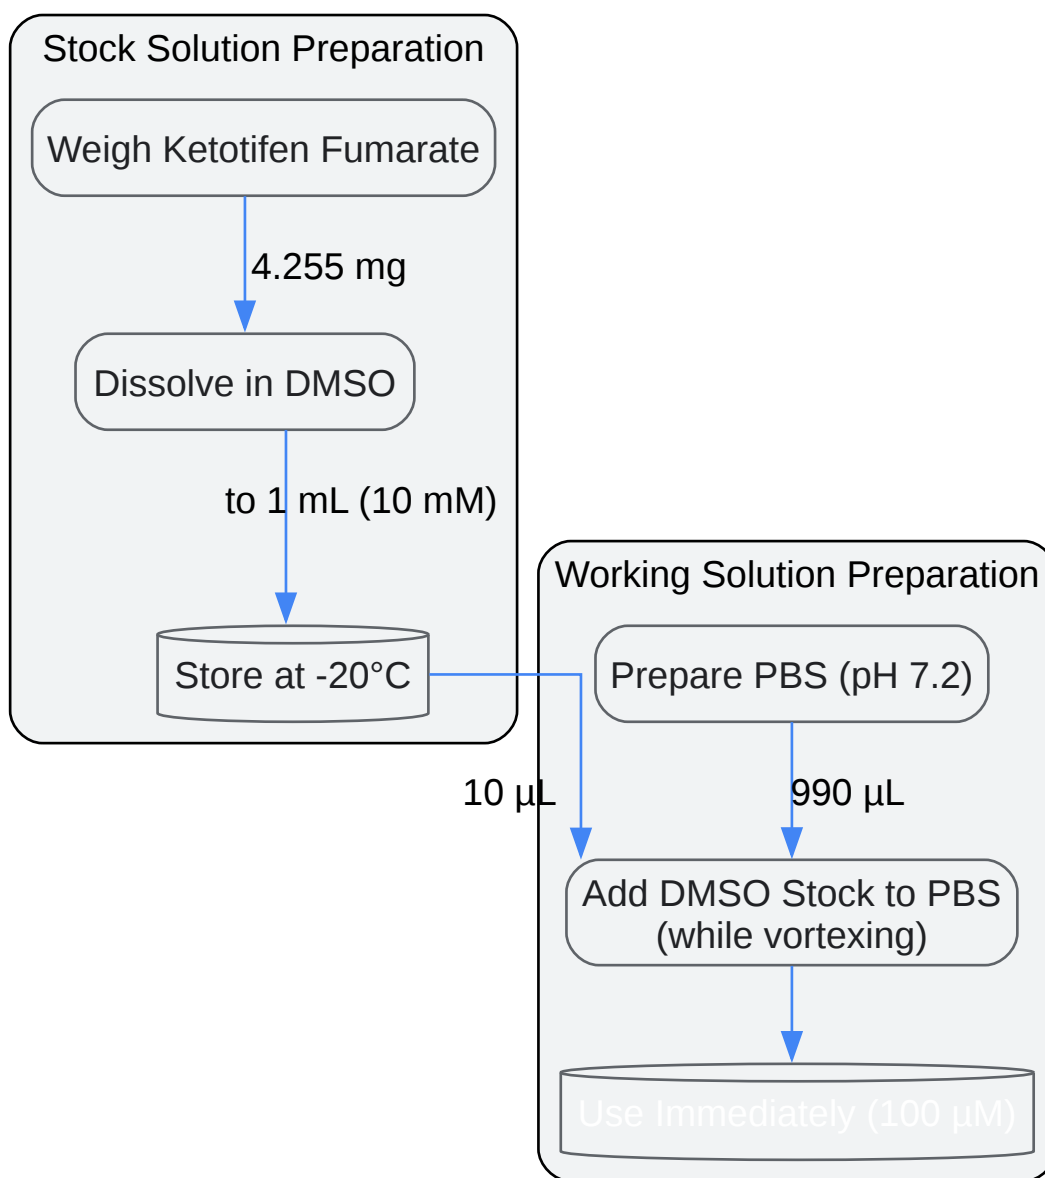 Stock Solution Preparation
Weigh Ketotifen Fumarate
4.255 mg
Dissolve in DMSO
to 1 mL (10 mM)
Store at -20°C
Working Solution Preparation
Prepare PBS (pH 7.2)
10 µL
990 µL
Add DMSO Stock to PBS
(while vortexing)
Use Immediately (100 µM)